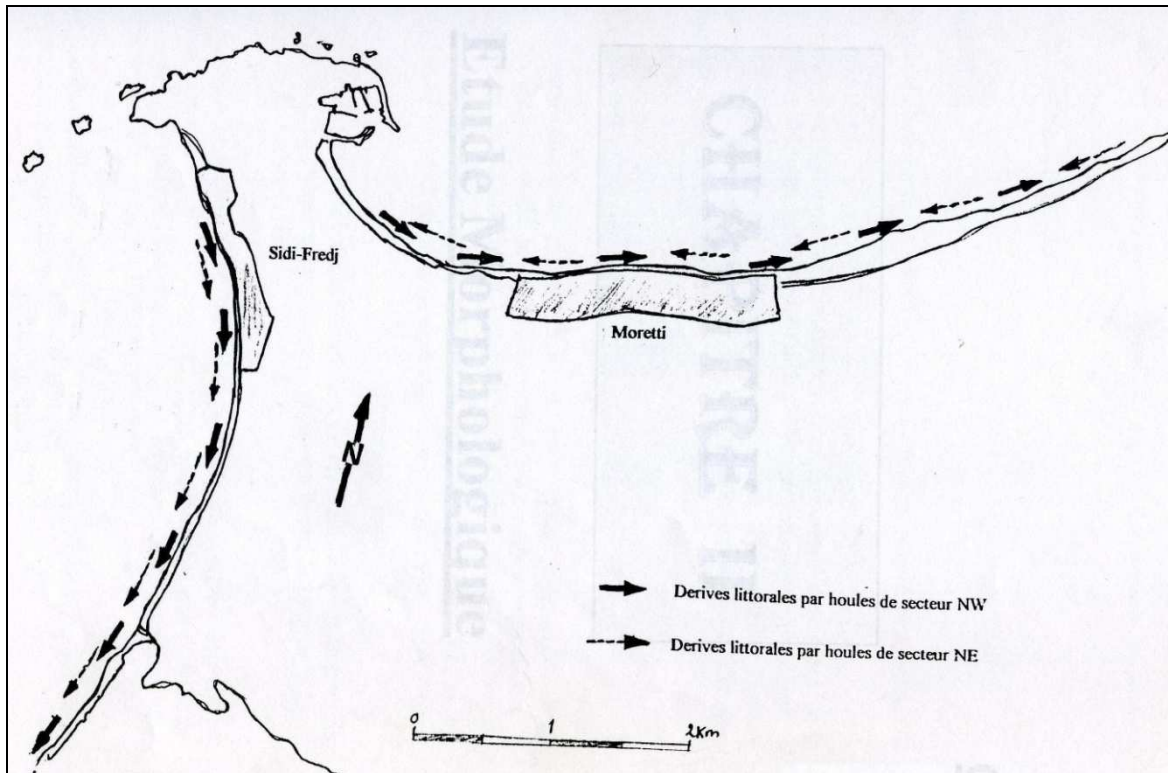 Sidi-Fredj
Moretti
N
Derives littorales par houles de secteur NW
Derives littorales par houles de secteur NE
0 1 2Km
CHAPITRE II
Etude Morphologique